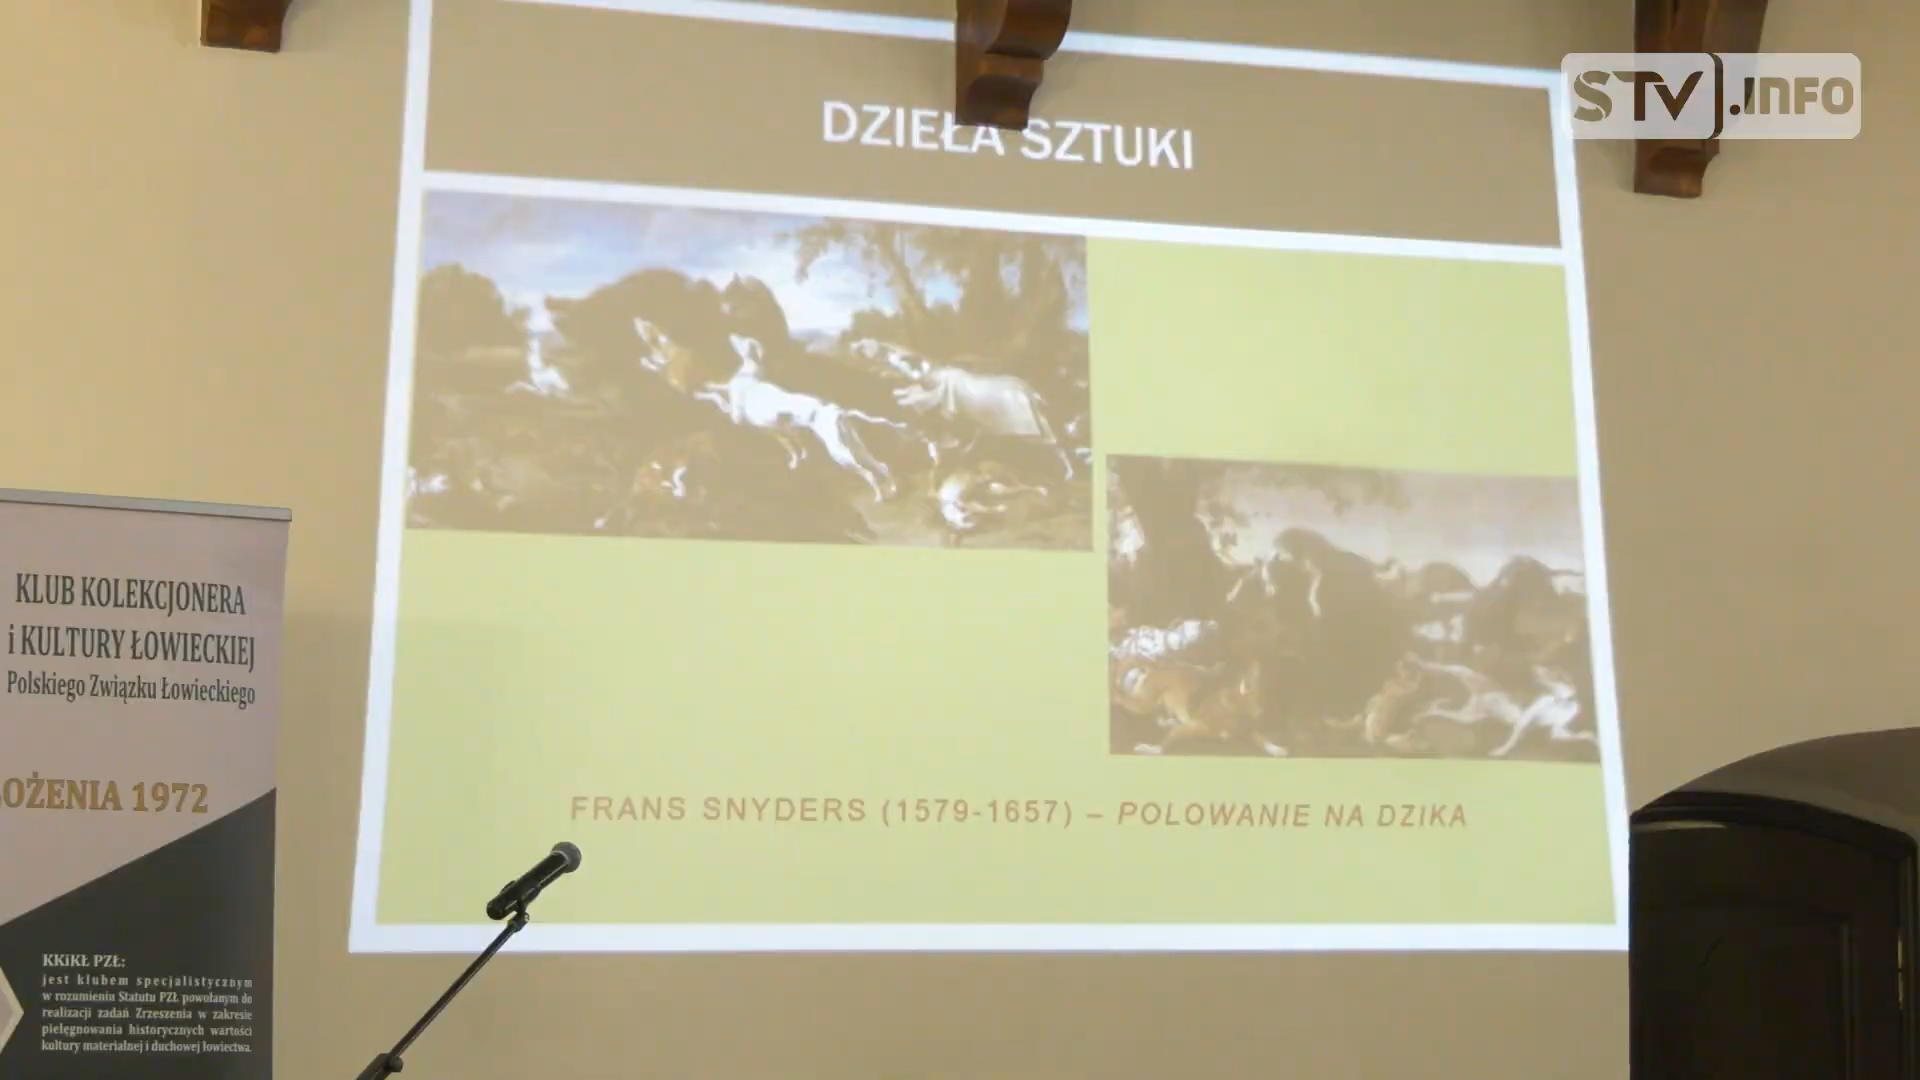 STV.INFO
DZIEŁA SZTUKI
FRANS SNYDERS (1579-1657) – POLOWANIE NA DZIKA
KLUB KOLEKCJONERA
i KULTURY ŁOWIECKIEJ
Polskiego Związku Łowieckiego
OŻENIA 1972
KKiKŁ PZŁ:
jest klubem specjalistycznym
w rozumieniu Statutu PZŁ powołanym do
realizacji zadań Zrzeszenia w zakresie
pielęgnowania historycznych wartości
kultury materialnej i duchowej łowiectwa.